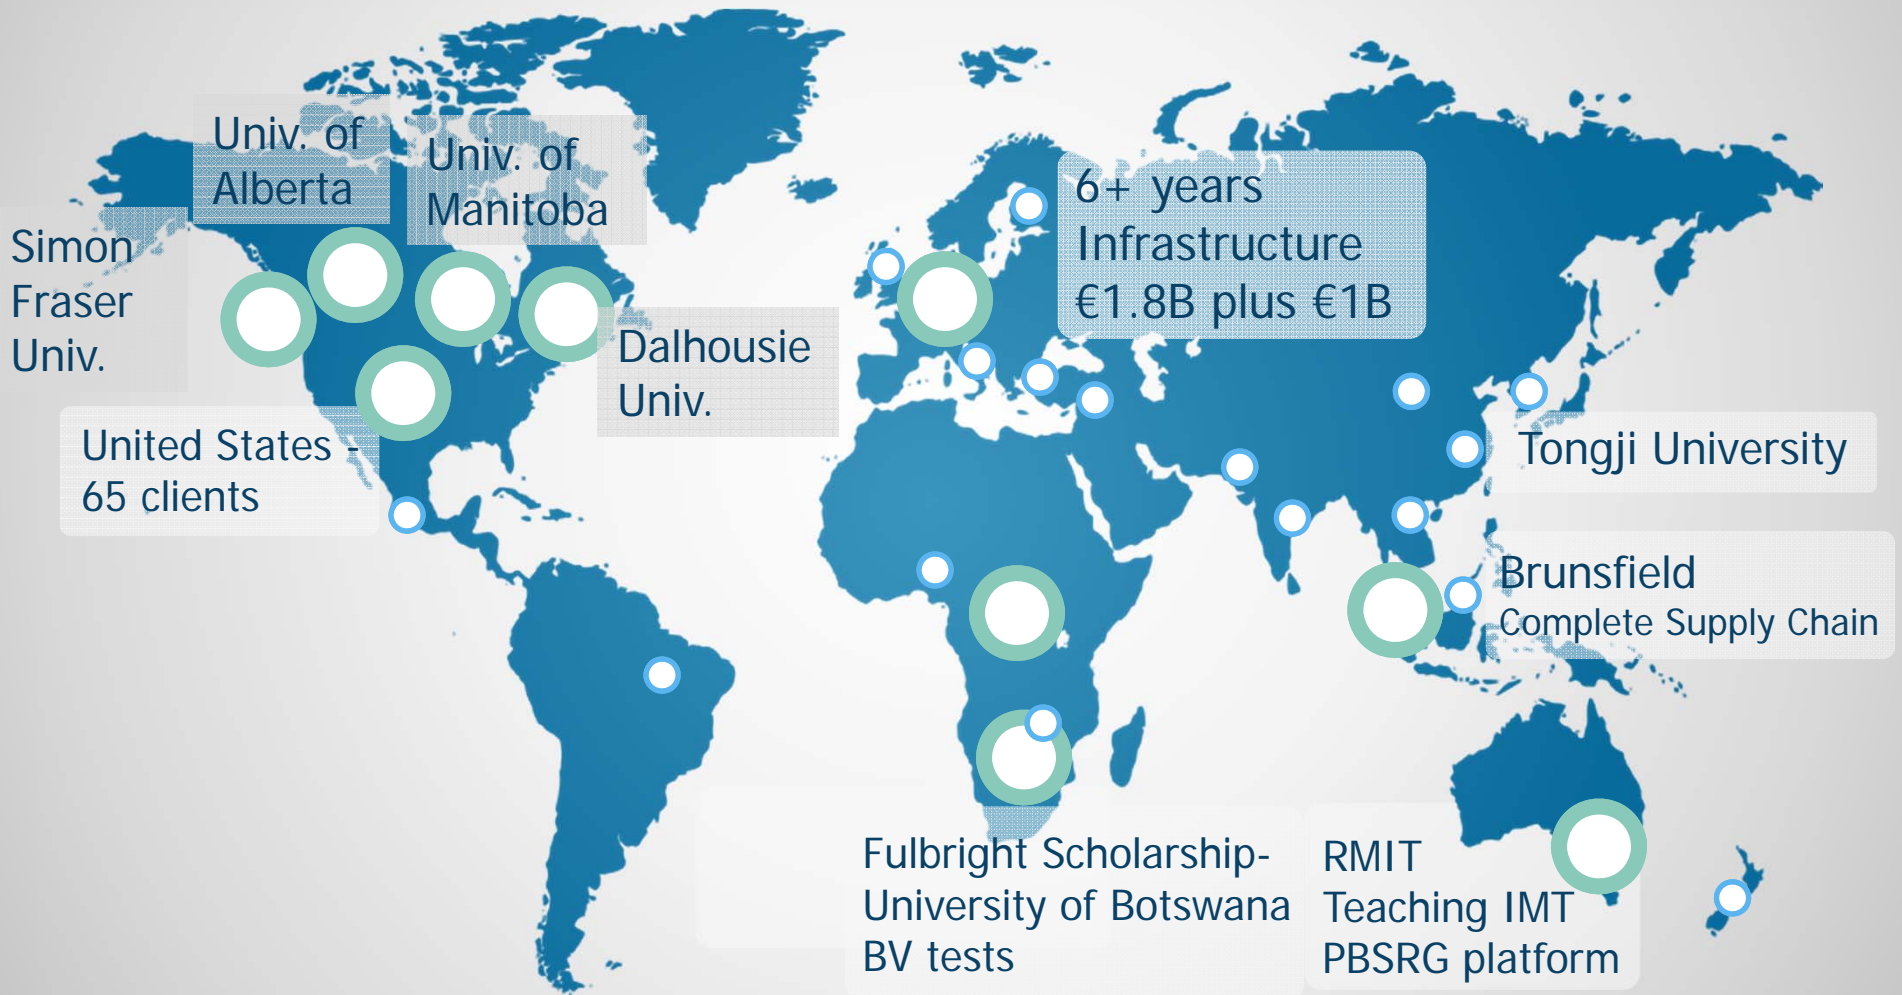 Univ. of
Alberta
Univ. of
Manitoba
Simon
Fraser
Univ.
6+ years
Infrastructure
€1.8B plus €1B
Dalhousie
Univ.
United States -
65 clients
Tongji University
Brunsfield
Complete Supply Chain
Fulbright Scholarship-
University of Botswana
BV tests
RMIT
Teaching IMT
PBSRG platform